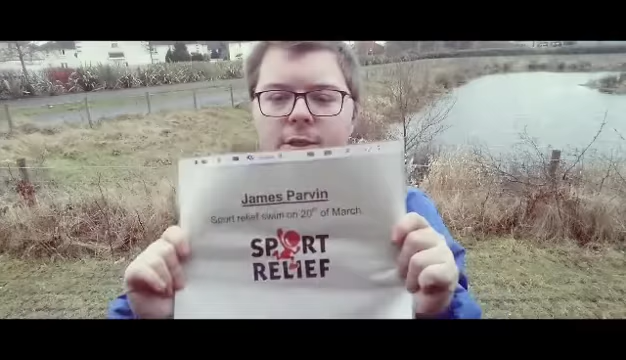 James Parvin
Sport relief swim on 20th of March
SPORT
RELIEF